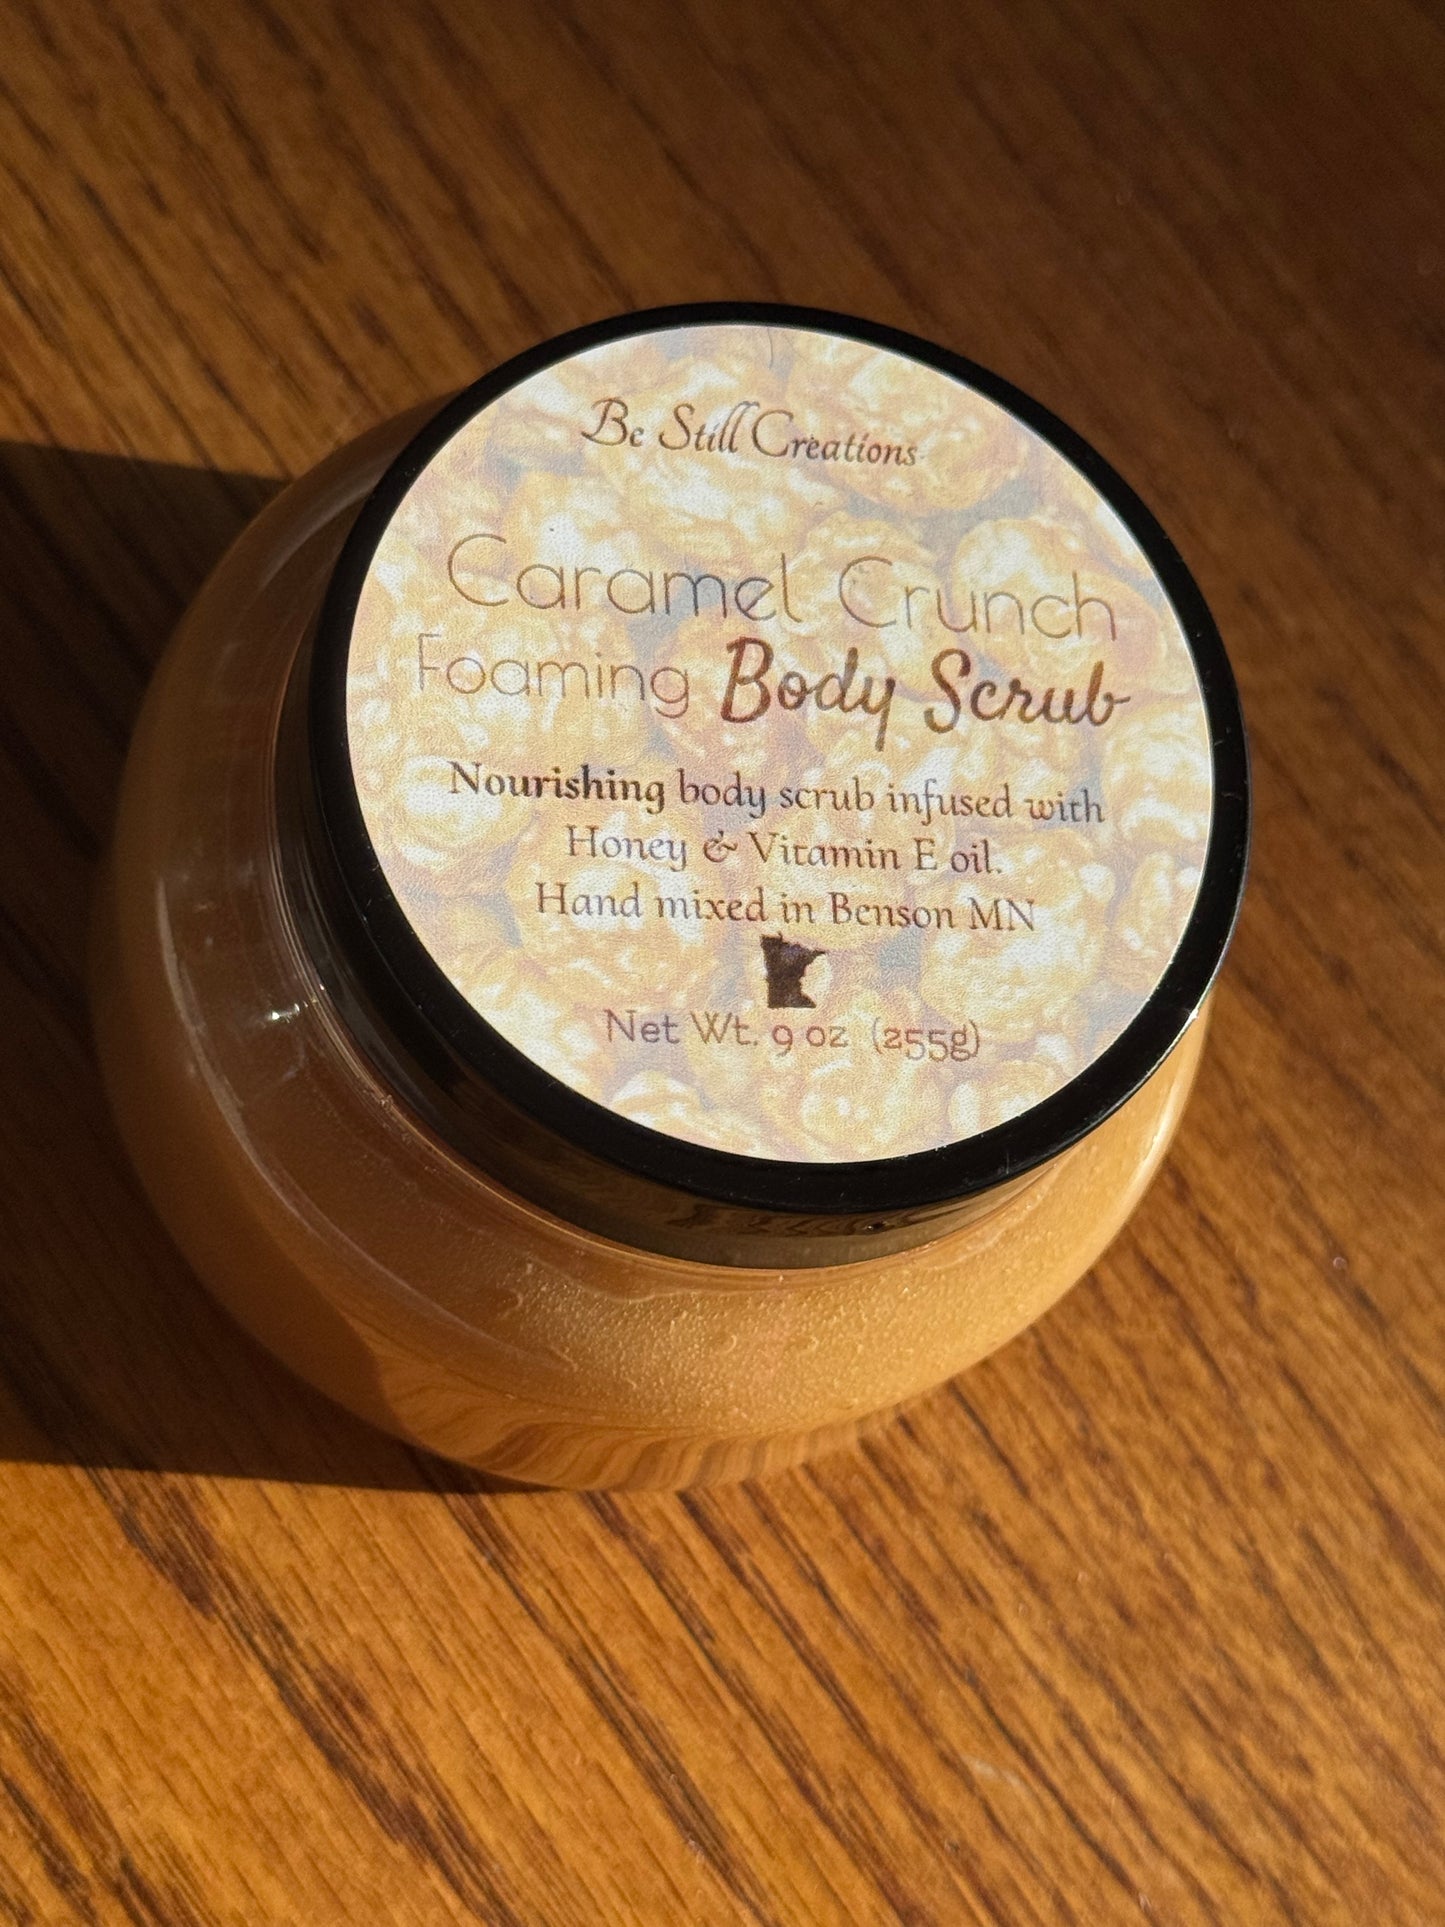 Be Still Creations
Caramel Crunch
Foaming Body Scrub
Nourishing body scrub infused with
Honey & Vitamin E oil.
Hand mixed in Benson MN
Net Wt. 9 oz (255g)